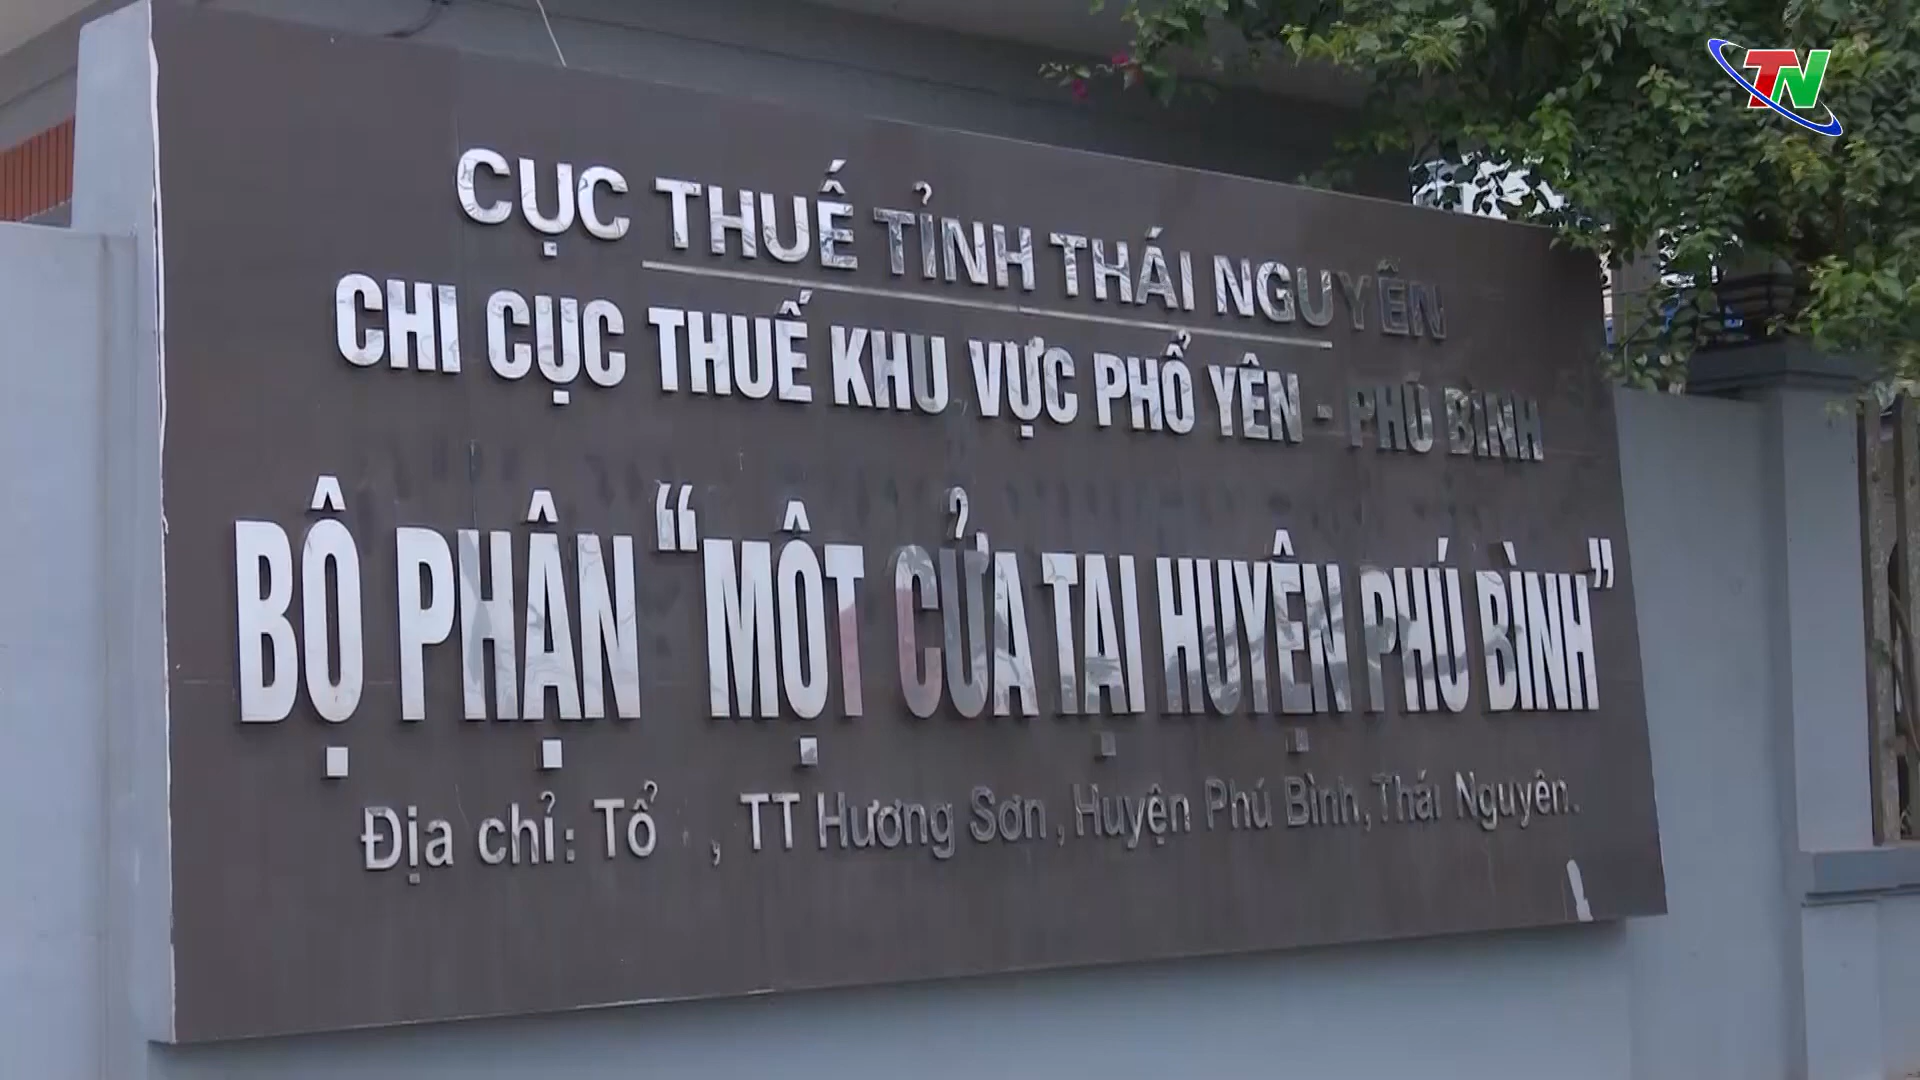 TN
CỤC THUẾ TỈNH THÁI NGUYÊN
CHI CỤC THUẾ KHU VỰC PHỔ YÊN - PHÚ BÌNH
BỘ PHẬN “MỘT CỬA TẠI HUYỆN PHÚ BÌNH”
Địa chỉ: Tổ , TT Hương Sơn, Huyện Phú Bình, Thái Nguyên.